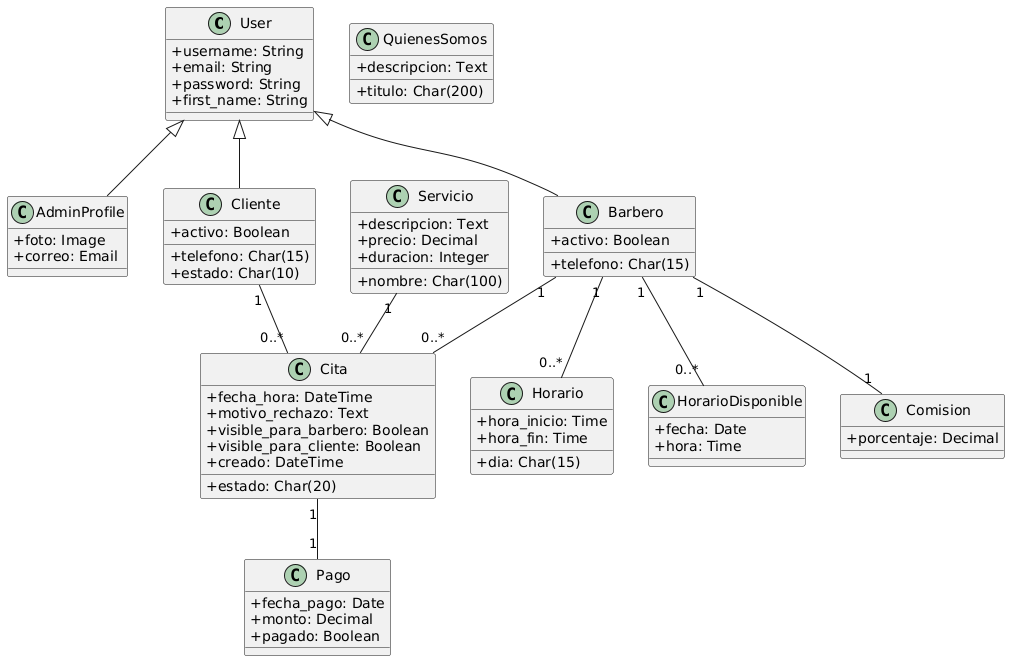 C User
+username: String
+email: String
+password: String
+first_name: String
C QuienesSomos
+descripcion: Text
+titulo: Char(200)
C AdminProfile
+foto: Image
+correo: Email
C Cliente
+activo: Boolean
+telefono: Char(15)
+estado: Char(10)
C Servicio
+descripcion: Text
+precio: Decimal
+duracion: Integer
+nombre: Char(100)
C Barbero
+activo: Boolean
+telefono: Char(15)
1
1
1
1
1
1
0..*
0..*
0..*
0..*
0..*
1
C Cita
+fecha_hora: DateTime
+motivo_rechazo: Text
+visible_para_barbero: Boolean
+visible_para_cliente: Boolean
+creado: DateTime
+estado: Char(20)
C Horario
+hora_inicio: Time
+hora_fin: Time
+dia: Char(15)
C HorarioDisponible
+fecha: Date
+hora: Time
C Comision
+porcentaje: Decimal
1
1
C Pago
+fecha_pago: Date
+monto: Decimal
+pagado: Boolean